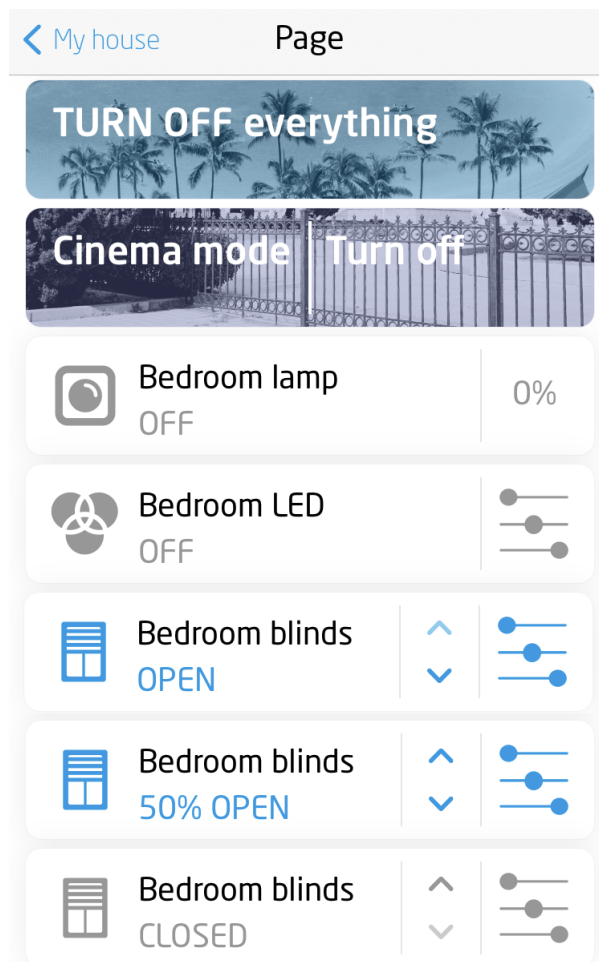 My house Page
TURN OFF everything
Cinema mode Turn off
Bedroom lamp
OFF
0%
Bedroom LED
OFF
Bedroom blinds
OPEN
Bedroom blinds
50% OPEN
Bedroom blinds
CLOSED